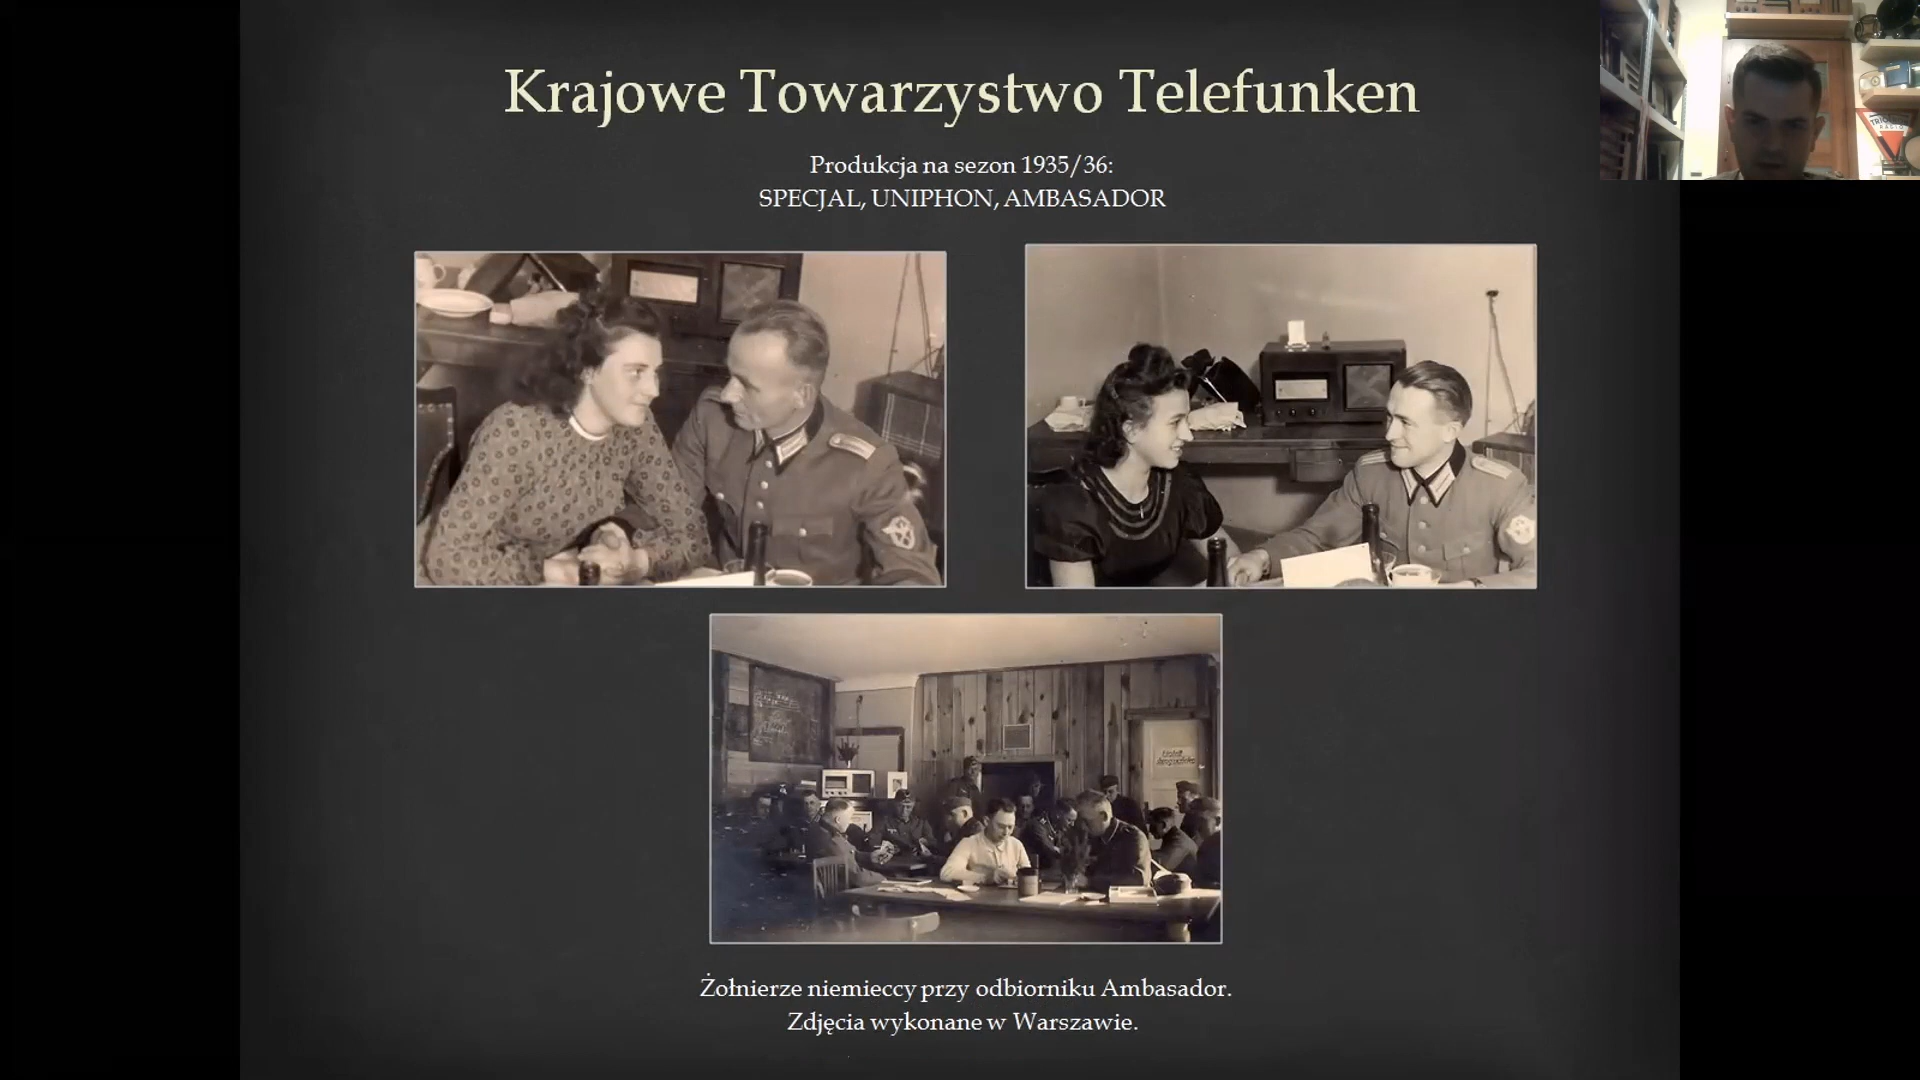 Krajowe Towarzystwo Telefunken
Produkcja na sezon 1935/36:
SPECJAL, UNIPHON, AMBASADOR
Żołnierze niemieccy przy odbiorniku Ambasador.
Zdjęcia wykonane w Warszawie.